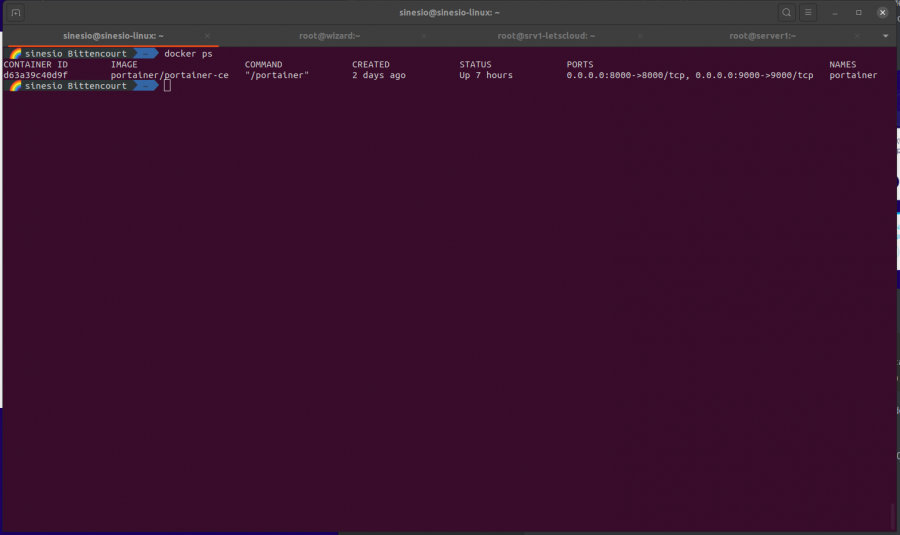 sinesio@sinesio-linux: ~
sinesio@sinesio-linux: ~ root@wizard:~ root@srv1-letscloud: ~ root@server1:~
sinesio Bittencourt ~ docker ps
CONTAINER ID IMAGE COMMAND CREATED STATUS PORTS NAMES
d63a39c40d9f portainer/portainer-ce "/portainer" 2 days ago Up 7 hours 0.0.0.0:8000->8000/tcp, 0.0.0.0:9000->9000/tcp portainer
sinesio Bittencourt ~